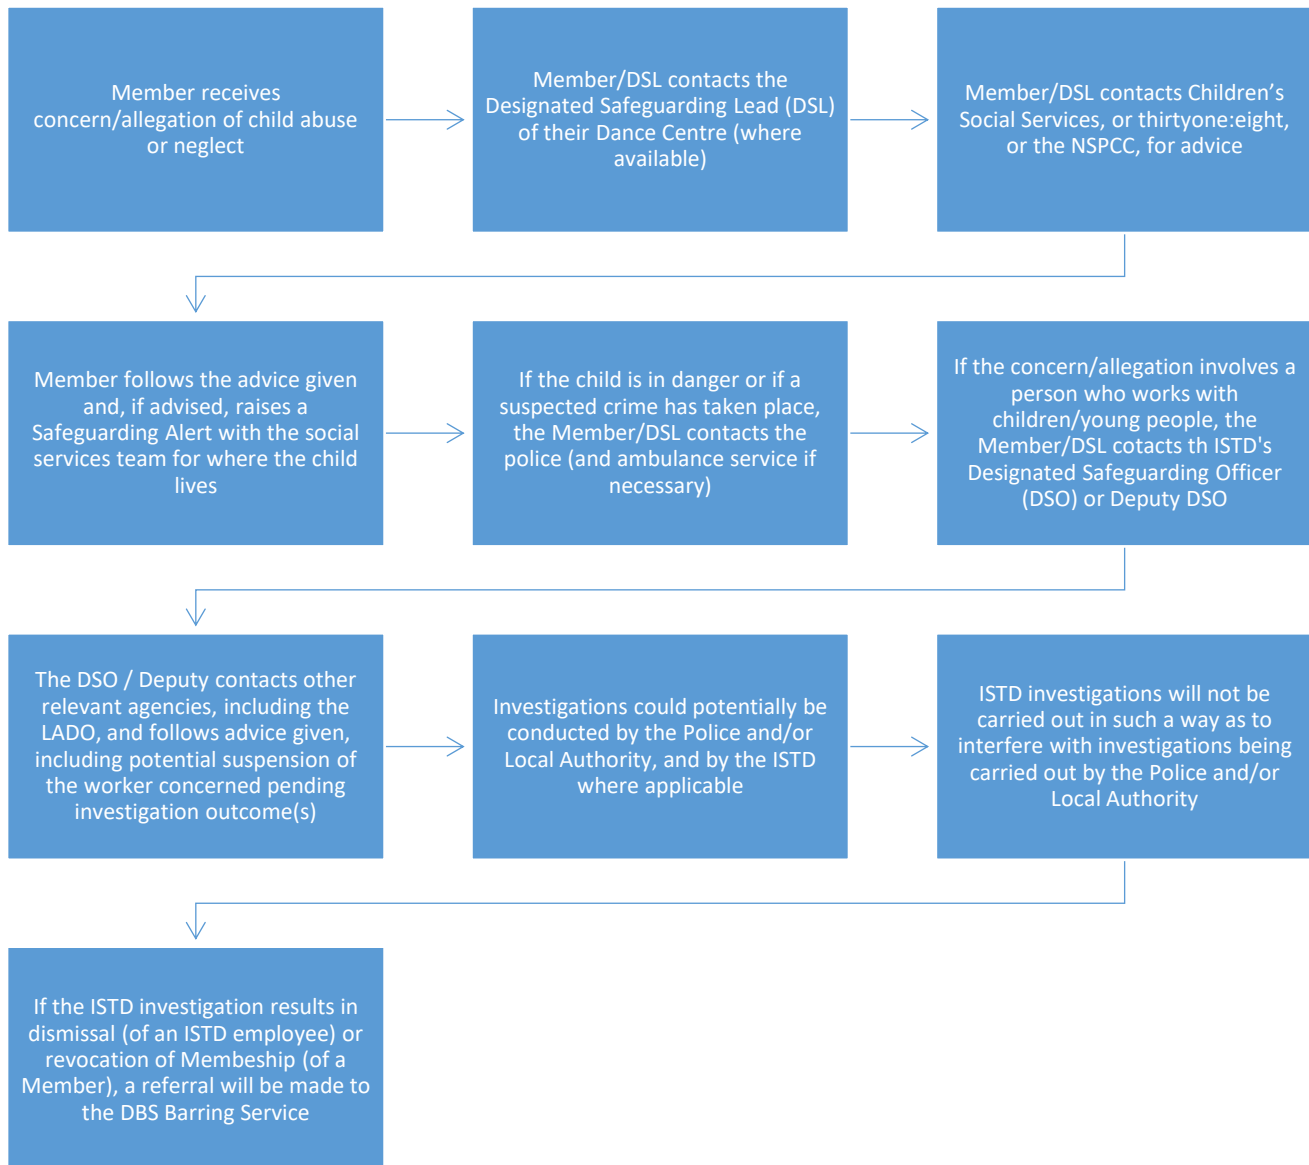 Member receives
concern/allegation of child abuse
or neglect
Member/DSL contacts the
Designated Safeguarding Lead (DSL)
of their Dance Centre (where
available)
Member/DSL contacts Children’s
Social Services, or thirtyone:eight,
or the NSPCC, for advice
Member follows the advice given
and, if advised, raises a
Safeguarding Alert with the social
services team for where the child
lives
If the child is in danger or if a
suspected crime has taken place,
the Member/DSL contacts the
police (and ambulance service if
necessary)
If the concern/allegation involves a
person who works with
children/young people, the
Member/DSL cotacts th ISTD's
Designated Safeguarding Officer
(DSO) or Deputy DSO
The DSO / Deputy contacts other
relevant agencies, including the
LADO, and follows advice given,
including potential suspension of
the worker concerned pending
investigation outcome(s)
Investigations could potentially be
conducted by the Police and/or
Local Authority, and by the ISTD
where applicable
ISTD investigations will not be
carried out in such a way as to
interfere with investigations being
carried out by the Police and/or
Local Authority
If the ISTD investigation results in
dismissal (of an ISTD employee) or
revocation of Membeship (of a
Member), a referral will be made to
the DBS Barring Service